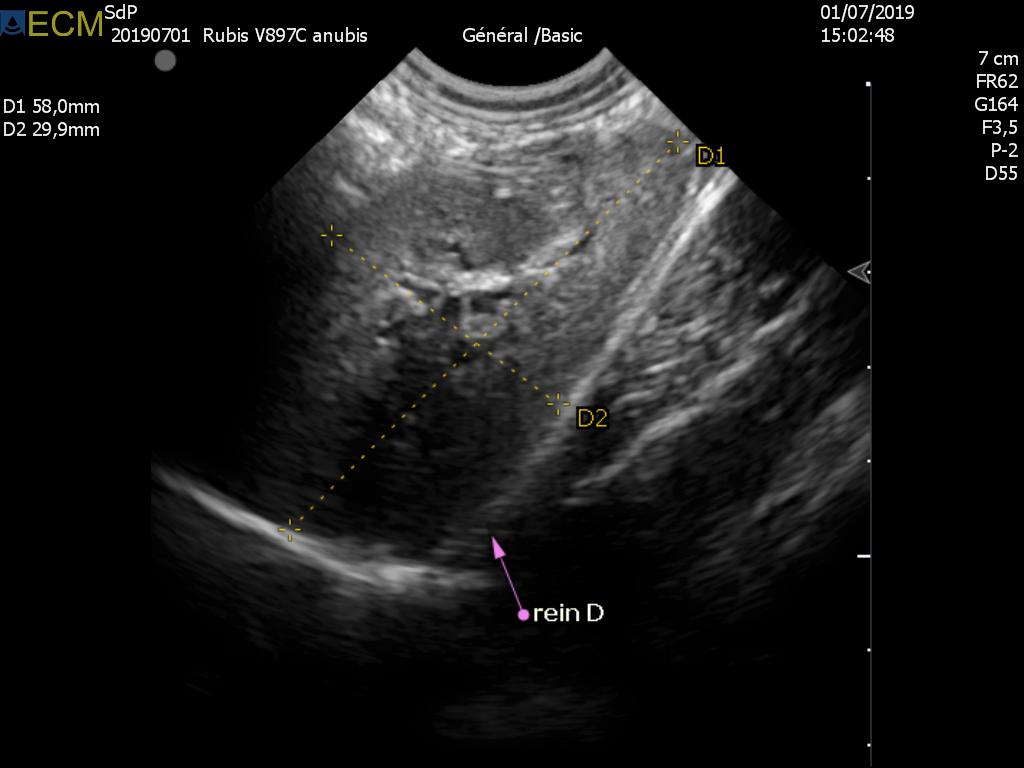 ECM SdP
20190701 Rubis V897C anubis
Général /Basic
01/07/2019
15:02:48
7 cm
FR62
G164
F3,5
P-2
D55
D1 58,0mm
D2 29,9mm
D1
D2
rein D